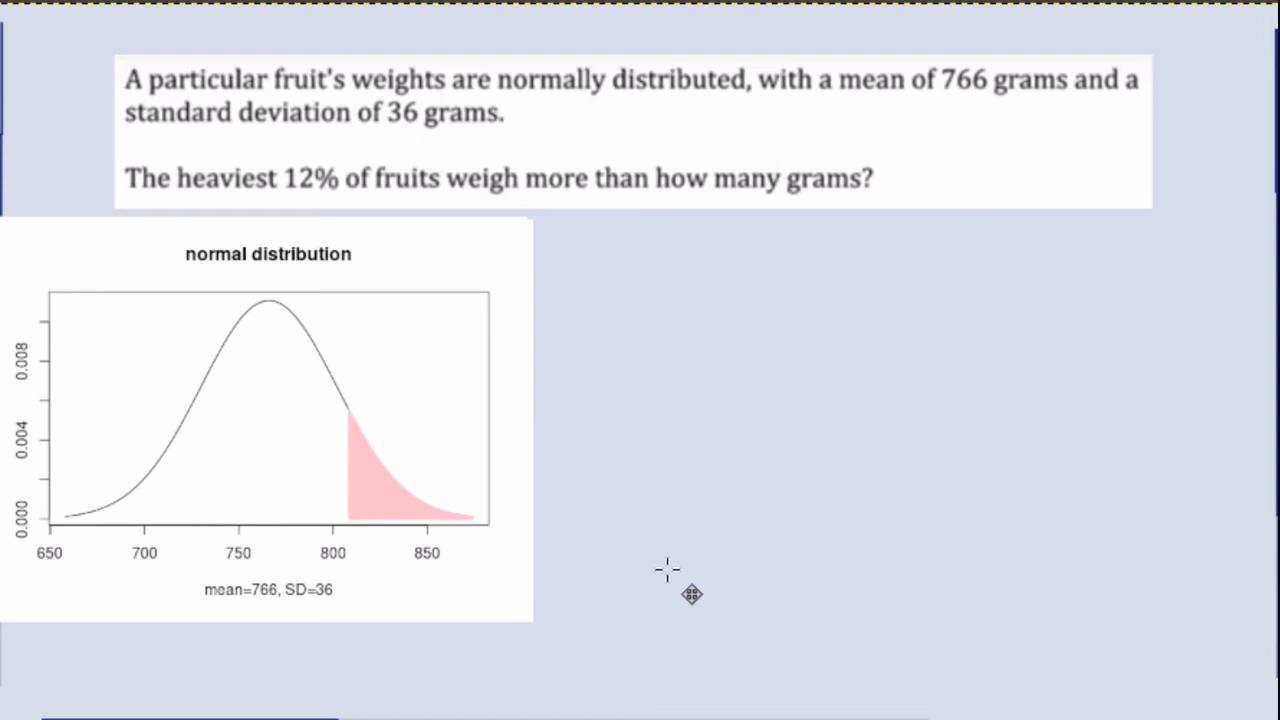 A particular fruit's weights are normally distributed, with a mean of 766 grams and a
standard deviation of 36 grams.
The heaviest 12% of fruits weigh more than how many grams?
normal distribution
0.008
0.004
0.000
650 700 750 800 850
mean=766, SD=36